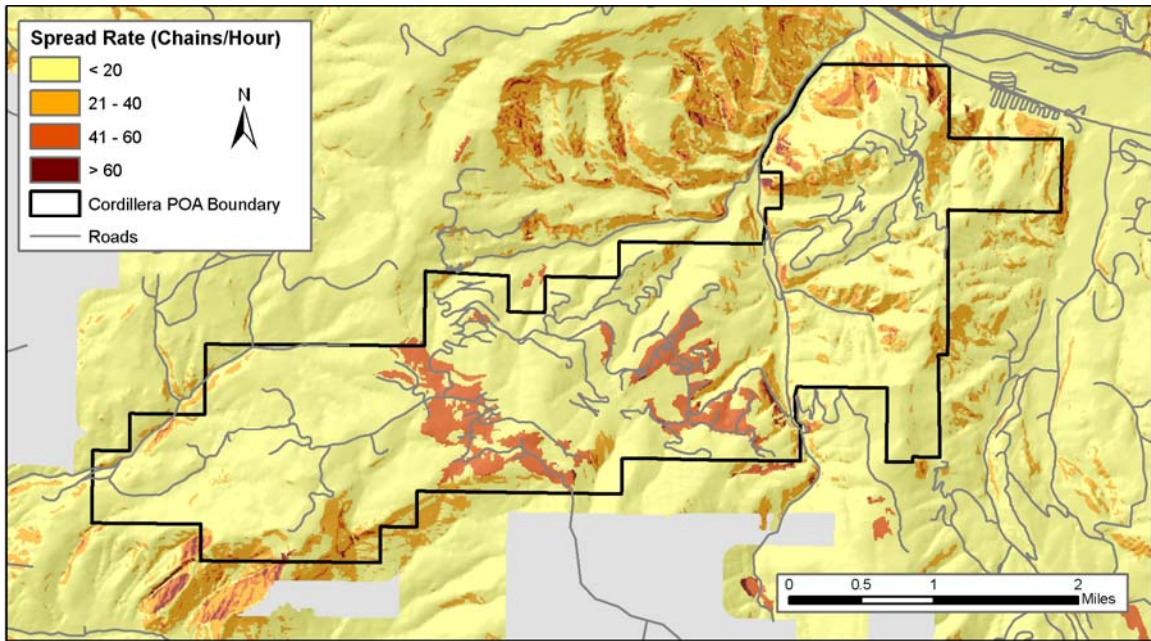 Spread Rate (Chains/Hour)
< 20
21 - 40
41 - 60
> 60
Cordillera POA Boundary
Roads
N
0 0.5 1 2
Miles